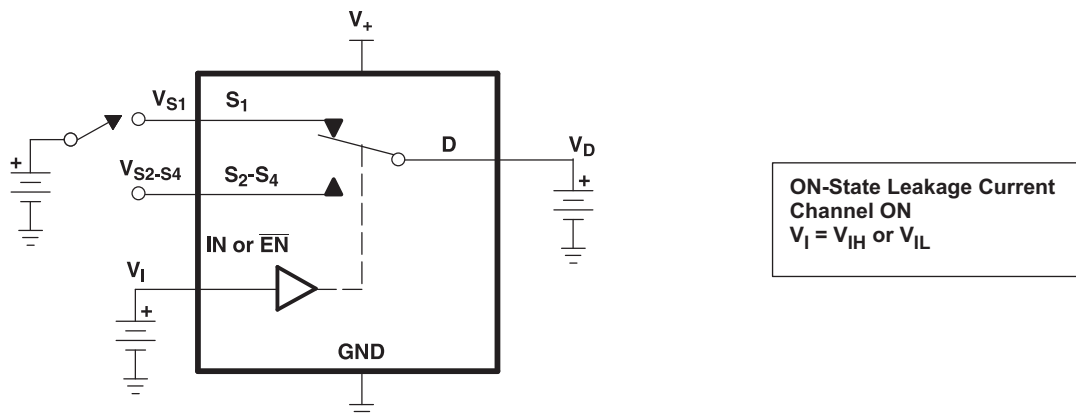 V+
VS1
S1
D
VD
+
VS2-S4
S2-S4
+
IN or E̅N̅
VI
+
GND
ON-State Leakage Current
Channel ON
VI = VIH or VIL